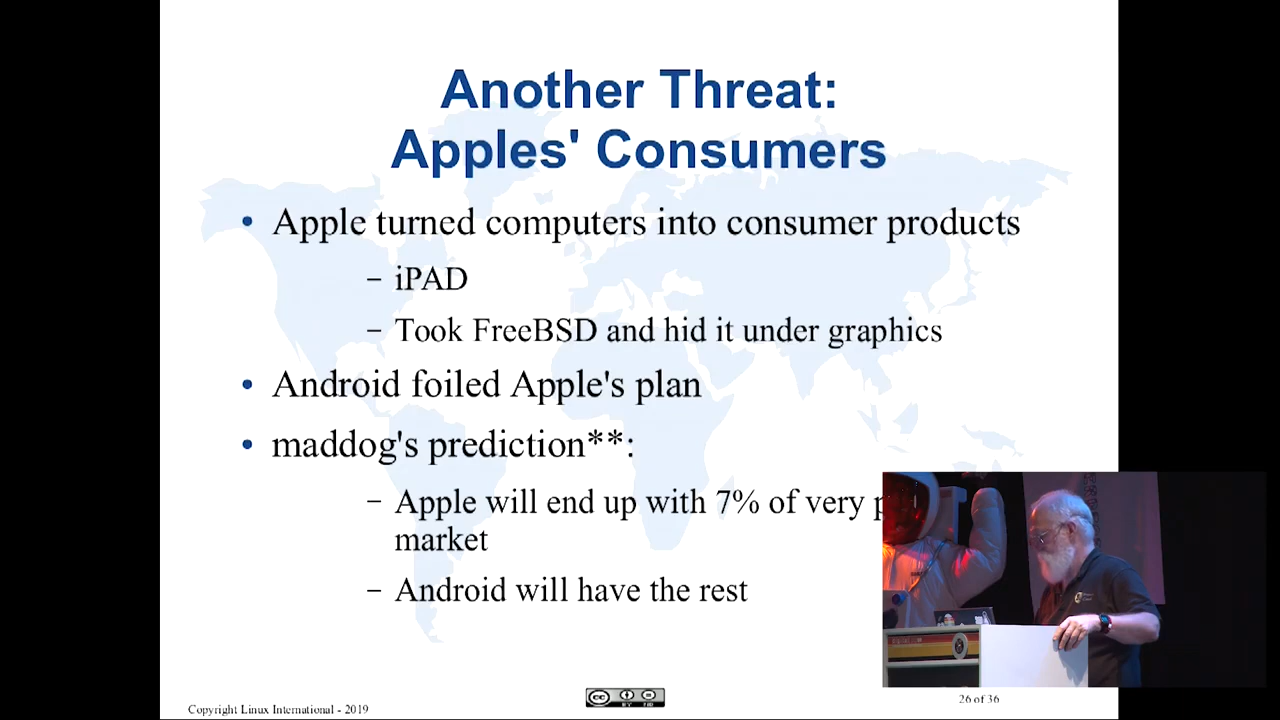 Another Threat:
Apples' Consumers
• Apple turned computers into consumer products
– iPAD
– Took FreeBSD and hid it under graphics
• Android foiled Apple's plan
• maddog's prediction**:
– Apple will end up with 7% of very
market
– Android will have the rest
Copyright Linux International - 2019
cc
BY
26 of 36